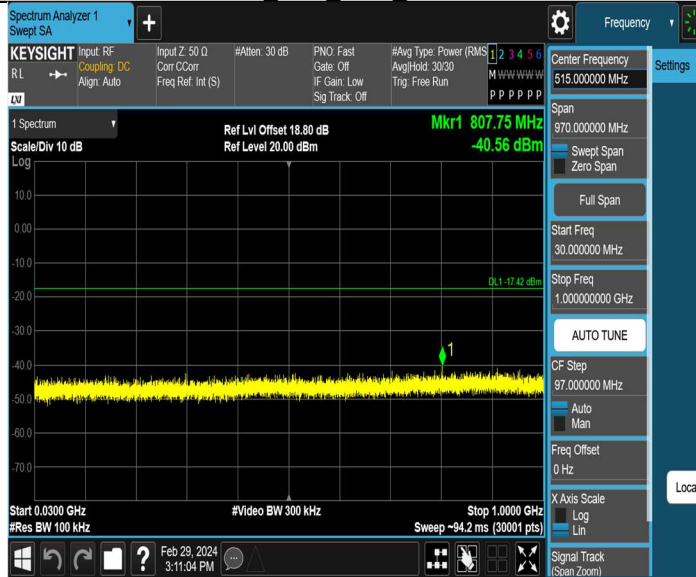 Spectrum Analyzer 1
Swept SA
+
Frequency
KEYSIGHT
RL
LXI
Input: RF
Coupling: DC
Align: Auto
Input Z: 50 Ω
Corr CCorr
Freq Ref: Int (S)
#Atten: 30 dB
PNO: Fast
Gate: Off
IF Gain: Low
Sig Track: Off
#Avg Type: Power (RMS
Avg|Hold: 30/30
Trig: Free Run
1 2 3 4 5 6
M W W W W W
P P P P P P
Center Frequency
515.000000 MHz
Settings
Span
970.000000 MHz
Swept Span
Zero Span
Full Span
Start Freq
30.000000 MHz
Stop Freq
1.000000000 GHz
AUTO TUNE
CF Step
97.000000 MHz
Auto
Man
Freq Offset
0 Hz
X Axis Scale
Log
Lin
Signal Track
(Span Zoom)
Loca
1 Spectrum
Scale/Div 10 dB
Log
Ref Lvl Offset 18.80 dB
Ref Level 20.00 dBm
Mkr1 807.75 MHz
-40.56 dBm
10.0
0.00
-10.0
DL1 -17.42 dBm
-20.0
-30.0
1
-40.0
-50.0
-60.0
-70.0
Start 0.0300 GHz
#Res BW 100 kHz
#Video BW 300 kHz
Stop 1.0000 GHz
Sweep ~94.2 ms (30001 pts)
?
Feb 29, 2024
3:11:04 PM